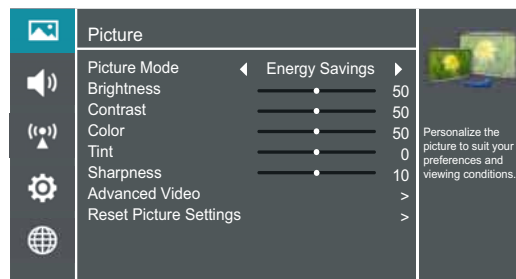 Picture
Picture Mode Energy Savings
Brightness 50
Contrast 50
Color 50
Tint 0
Sharpness 10
Advanced Video >
Reset Picture Settings >
Personalize the
picture to suit your
preferences and
viewing conditions.